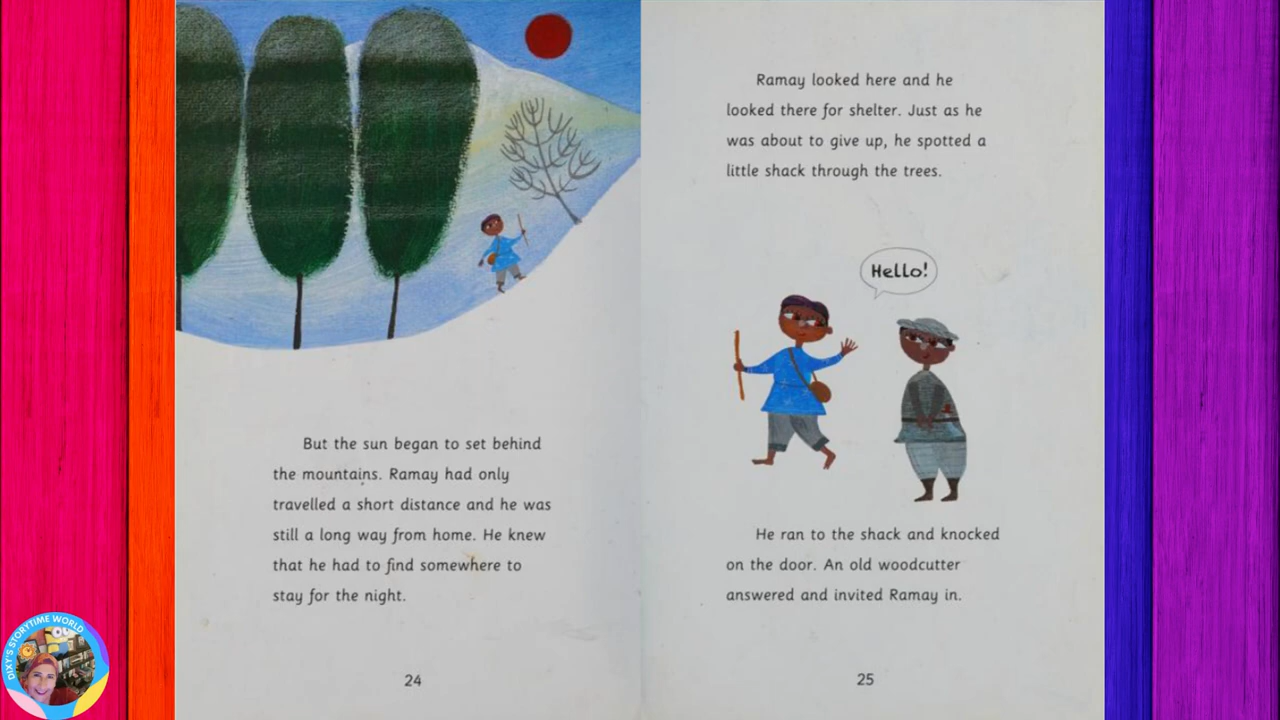 But the sun began to set behind
the mountains. Ramay had only
travelled a short distance and he was
still a long way from home. He knew
that he had to find somewhere to
stay for the night.
24
Ramay looked here and he
looked there for shelter. Just as he
was about to give up, he spotted a
little shack through the trees.
Hello!
He ran to the shack and knocked
on the door. An old woodcutter
answered and invited Ramay in.
25
DIXY'S STORYTIME WORLD